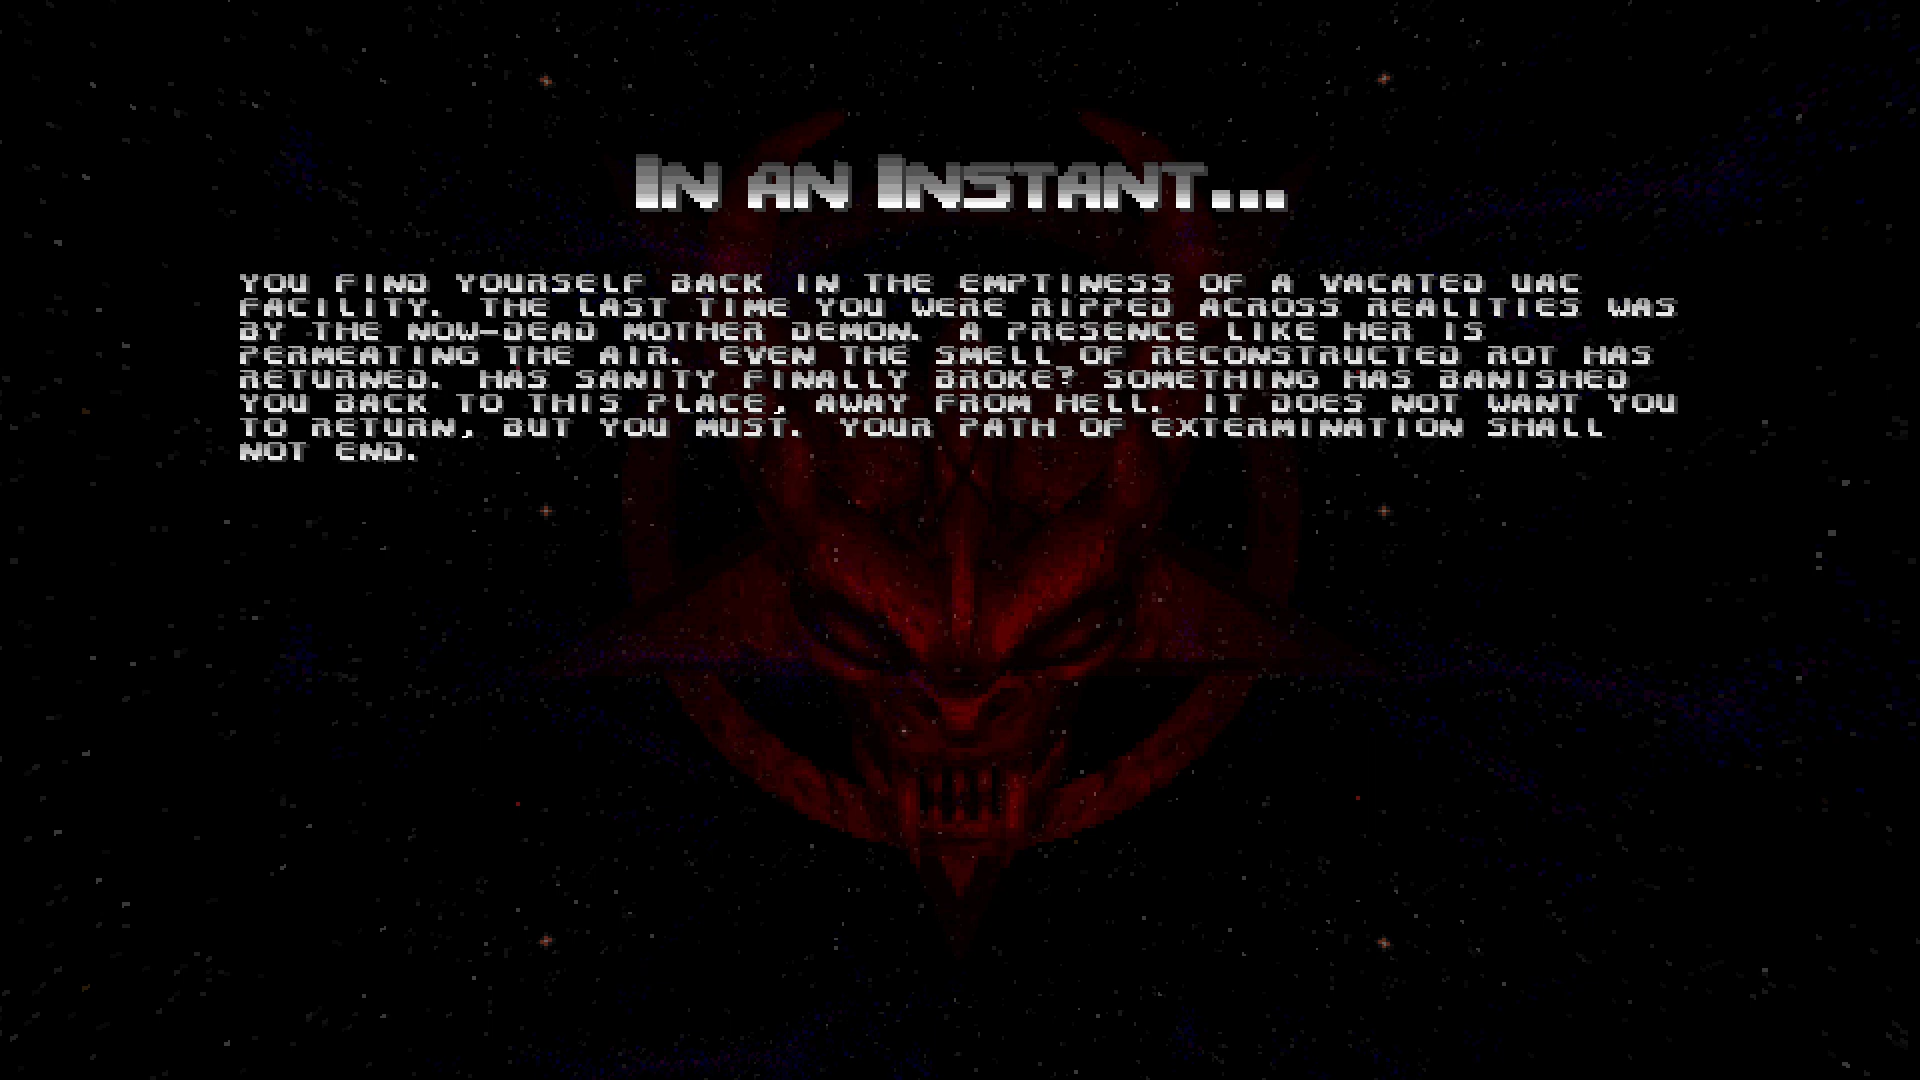 In an Instant...
YOU FIND YOURSELF BACK IN THE EMPTINESS OF A VACATED UAC
FACILITY. THE LAST TIME YOU WERE RIPPED ACROSS REALITIES WAS
BY THE NOW-DEAD MOTHER DEMON. A PRESENCE LIKE HER IS
PERMEATING THE AIR. EVEN THE SMELL OF RECONSTRUCTED ROT HAS
RETURNED. HAS SANITY FINALLY BROKE? SOMETHING HAS BANISHED
YOU BACK TO THIS PLACE, AWAY FROM HELL. IT DOES NOT WANT YOU
TO RETURN, BUT YOU MUST. YOUR PATH OF EXTERMINATION SHALL
NOT END.